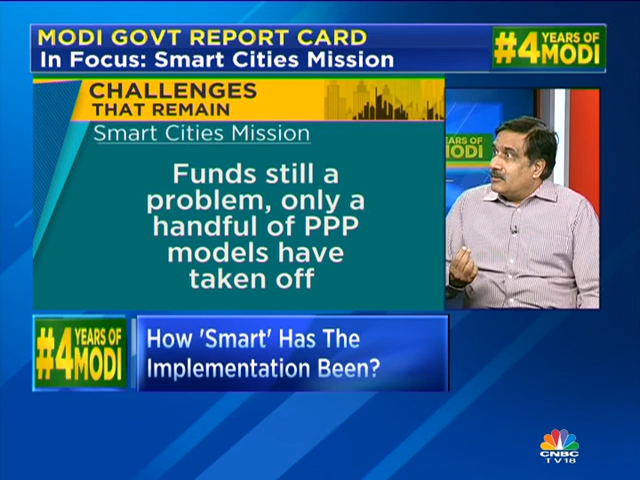 MODI GOVT REPORT CARD
In Focus: Smart Cities Mission
#4 YEARS OF
MODI
CHALLENGES
THAT REMAIN
Smart Cities Mission
Funds still a
problem, only a
handful of PPP
models have
taken off
EARS OF
MODI
#4 YEARS OF
MODI
How 'Smart' Has The
Implementation Been?
CNBC
TV18